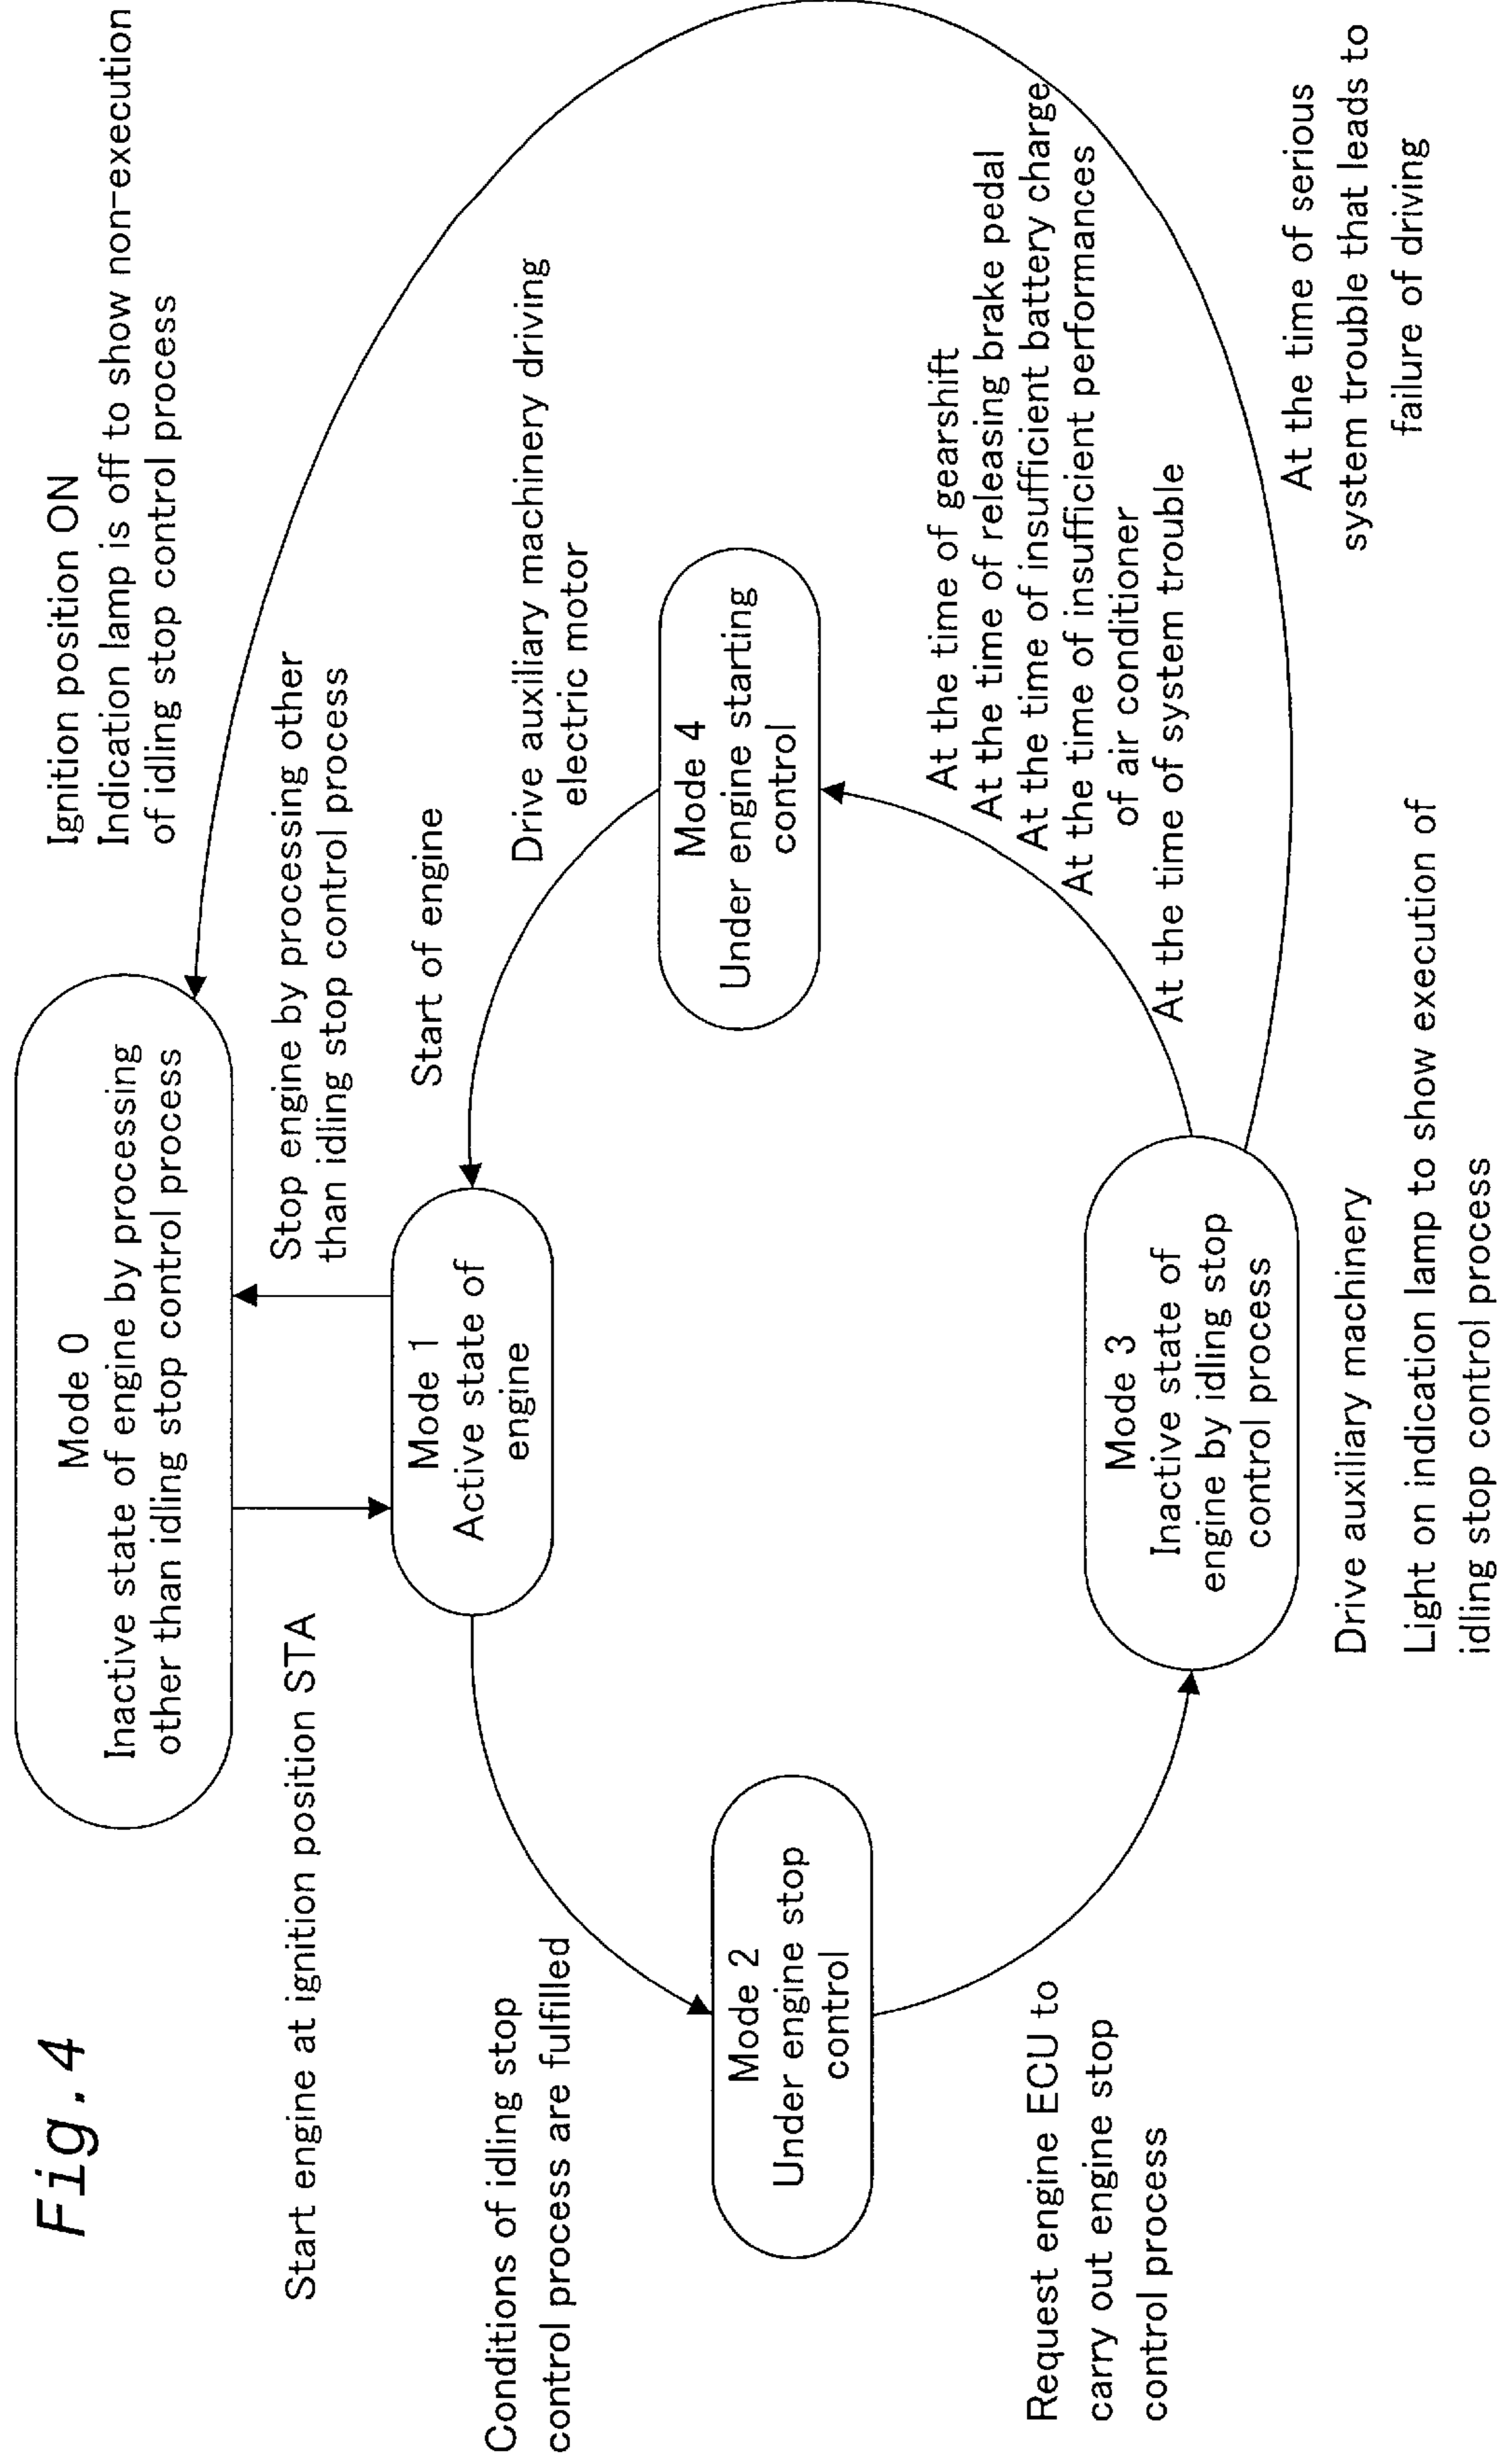 Fig. 4
Ignition position ON
Indication lamp is off to show non-execution
of idling stop control process
Mode 0
Inactive state of engine by processing
other than idling stop control process
Start engine at ignition position STA
Stop engine by processing other
than idling stop control process
Mode 1
Active state of
engine
Start of engine
Drive auxiliary machinery driving
electric motor
Conditions of idling stop
control process are fulfilled
Mode 2
Under engine stop
control
Mode 4
Under engine starting
control
At the time of gearshift
At the time of releasing brake pedal
At the time of insufficient battery charge
At the time of insufficient performances
of air conditioner
At the time of system trouble
Request engine ECU to
carry out engine stop
control process
Mode 3
Inactive state of
engine by idling stop
control process
At the time of serious
system trouble that leads to
failure of driving
Drive auxiliary machinery
Light on indication lamp to show execution of
idling stop control process